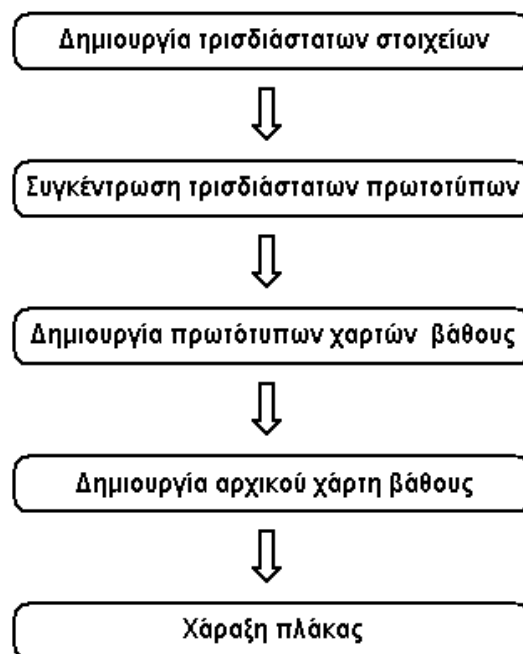 Δημιουργία τρισδιάστατων στοιχείων
Συγκέντρωση τρισδιάστατων πρωτοτύπων
Δημιουργία πρωτότυπων χαρτών βάθους
Δημιουργία αρχικού χάρτη βάθους
Χάραξη πλάκας